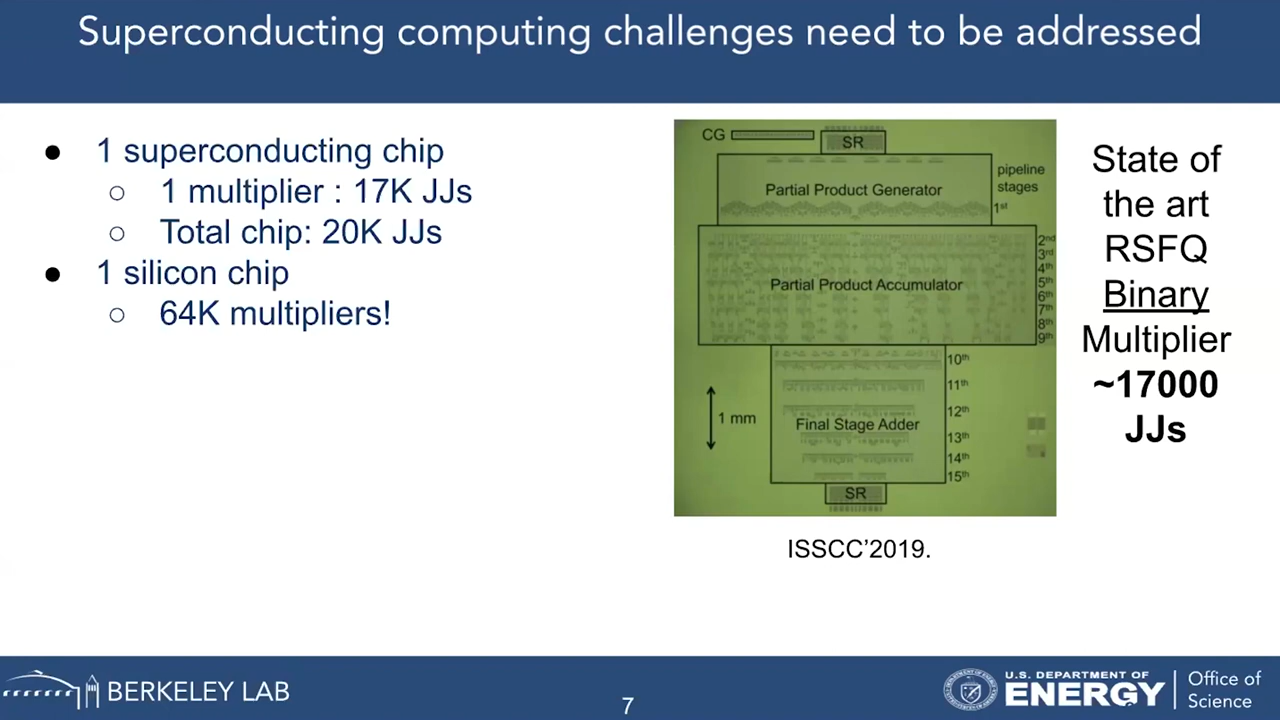 Superconducting computing challenges need to be addressed
● 1 superconducting chip
○ 1 multiplier : 17K JJs
○ Total chip: 20K JJs
● 1 silicon chip
○ 64K multipliers!
CG
SR
Partial Product Generator
pipeline
stages
1st
Partial Product Accumulator
2nd
3rd
4th
5th
6th
7th
8th
9th
10th
11th
12th
13th
14th
15th
1 mm
Final Stage Adder
SR
ISSCC'2019.
State of
the art
RSFQ
Binary
Multiplier
~17000
JJs
BERKELEY LAB
7
U.S. DEPARTMENT OF
ENERGY
Office of
Science